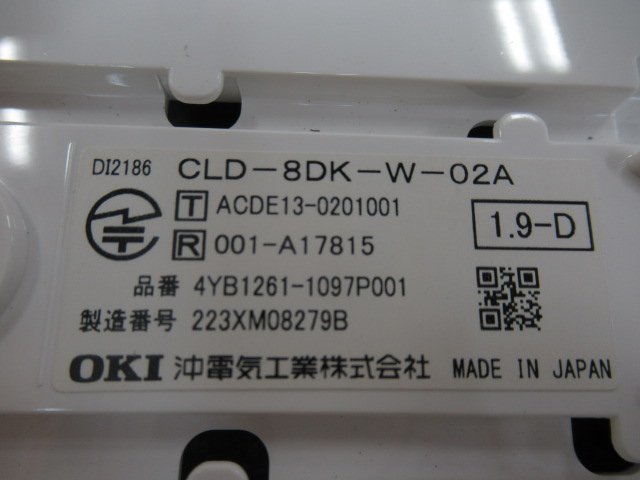 DI2186 CLD-8DK-W-02A
T ACDE13-0201001
R 001-A17815
1.9-D
品番 4YB1261-1097P001
製造番号 223XM08279B
OKI 沖電気工業株式会社 MADE IN JAPAN